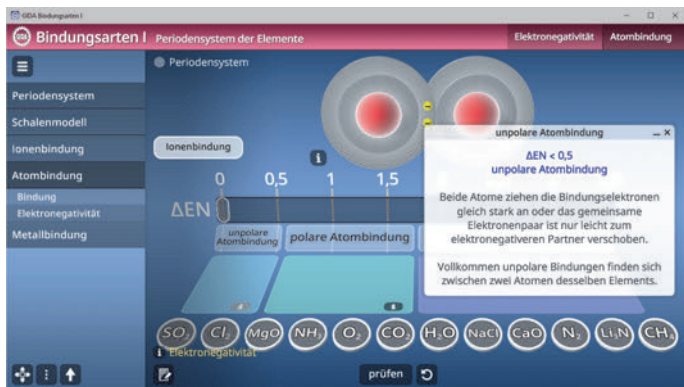 GIDA Bindungsarten I
Bindungsarten I Periodensystem der Elemente
Elektronegativität
Atombindung
Periodensystem
Schalenmodell
Ionenbindung
Atombindung
Bindung
Elektronegativität
Metallbindung
Periodensystem
Ionenbindung
i
0 0,5 1 1,5
ΔEN
unpolare
Atombindung
polare Atombindung
unpolare Atombindung
ΔEN < 0,5
unpolare Atombindung
Beide Atome ziehen die Bindungselektronen
gleich stark an oder das gemeinsame
Elektronenpaar ist nur leicht zum
elektronegativeren Partner verschoben.
Vollkommen unpolare Bindungen finden sich
zwischen zwei Atomen desselben Elements.
SO₂ Cl₂ MgO NH₃ O₂ CO₂ H₂O NaCl CaO N₂ Li₃N CH₄
i Elektronegativität
prüfen